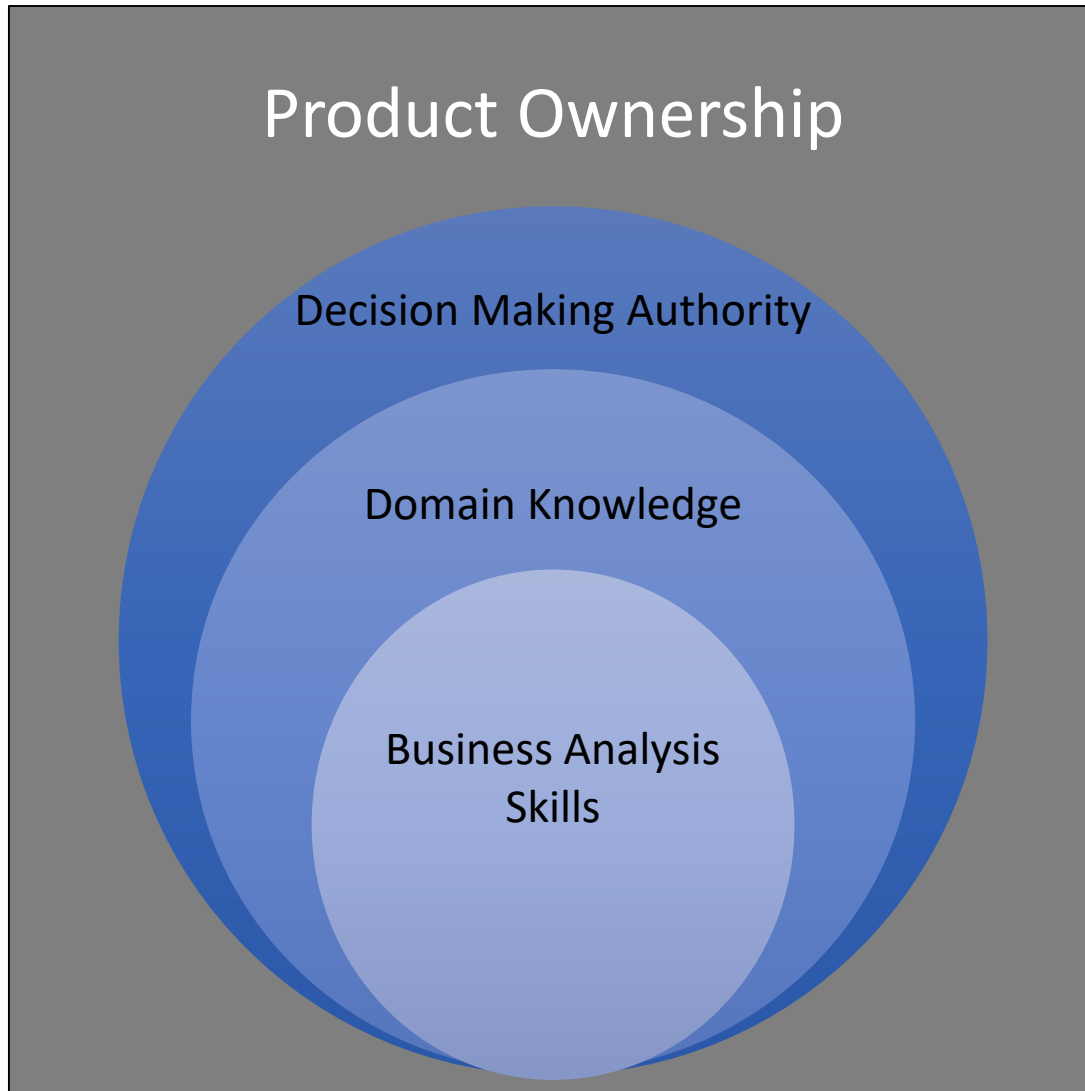 Product Ownership
Decision Making Authority
Domain Knowledge
Business Analysis
Skills